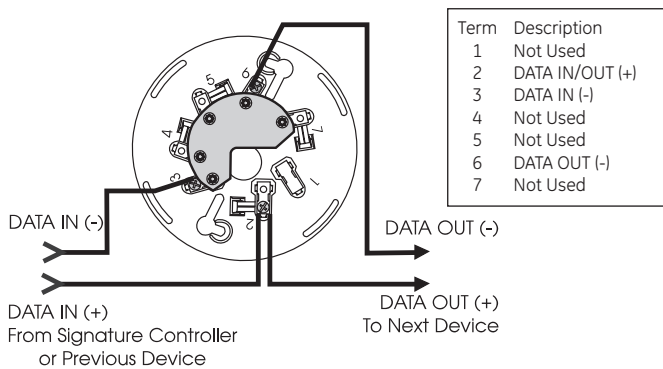 Term Description
1 Not Used
2 DATA IN/OUT (+)
3 DATA IN (-)
4 Not Used
5 Not Used
6 DATA OUT (-)
7 Not Used
6
5
4
7
3
1
2
DATA IN (-)
DATA OUT (-)
DATA IN (+)
From Signature Controller
or Previous Device
DATA OUT (+)
To Next Device